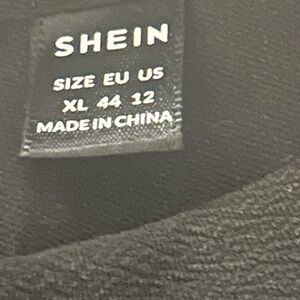 SHEIN
SIZE EU US
XL 44 12
MADE IN CHINA